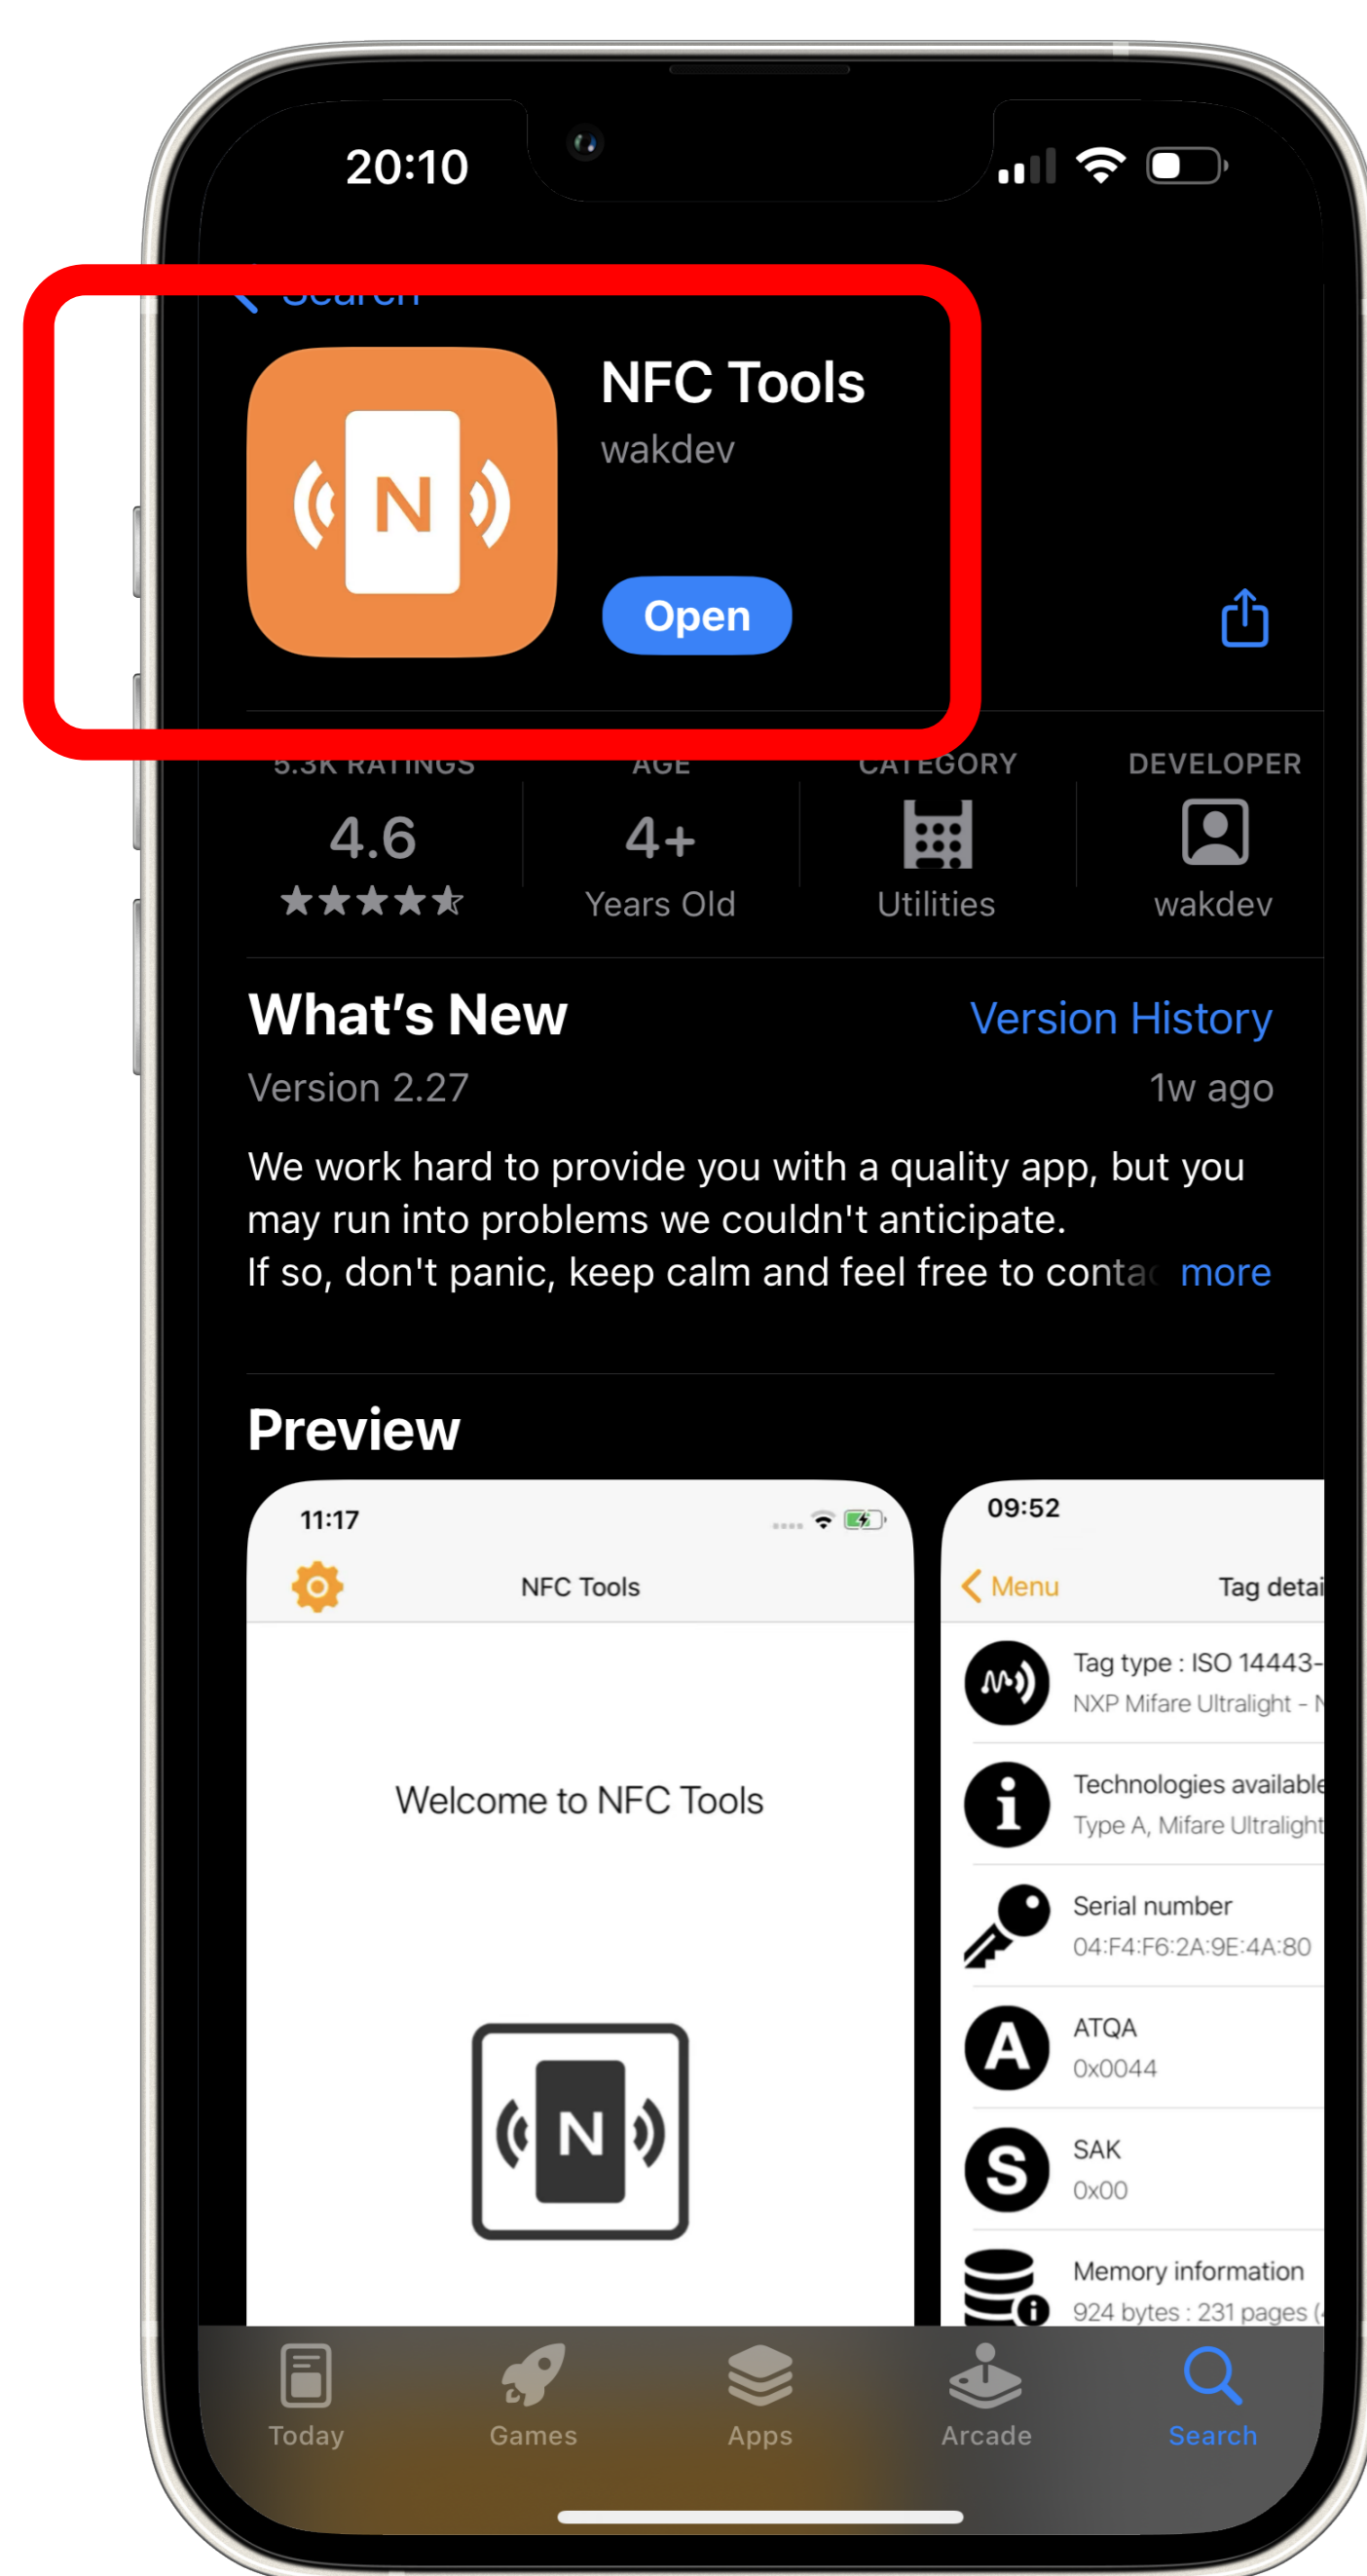 20:10
Search
NFC Tools
wakdev
N
Open
5.3K RATINGS
AGE
CATEGORY
DEVELOPER
4.6
4+
Years Old
Utilities
wakdev
What's New
Version History
Version 2.27
1w ago
We work hard to provide you with a quality app, but you
may run into problems we couldn't anticipate.
If so, don't panic, keep calm and feel free to
more
Preview
11:17
NFC Tools
Welcome to NFC Tools
N
09:52
Menu
Tag
Tag type : ISO 14443-
NXP Mifare Ultralight -
Technologies available
Type A, Mifare Ultralight
Serial number
04:F4:F6:2A:9E:4A:80
A
ATQA
0x0044
S
SAK
0x00
Memory information
924 bytes : 231 pages
Today
Games
Apps
Arcade
Search